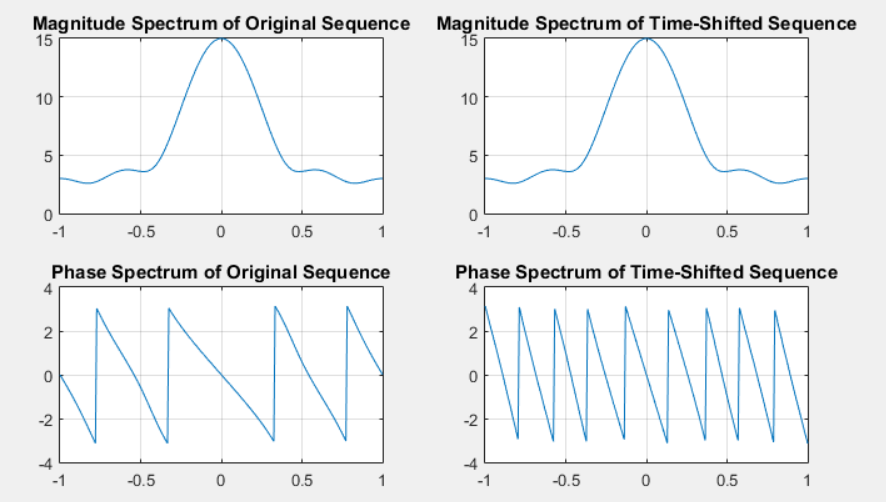 Magnitude Spectrum of Original Sequence
15
10
5
0
-1 -0.5 0 0.5 1
Magnitude Spectrum of Time-Shifted Sequence
15
10
5
0
-1 -0.5 0 0.5 1
Phase Spectrum of Original Sequence
4
2
0
-2
-4
-1 -0.5 0 0.5 1
Phase Spectrum of Time-Shifted Sequence
4
2
0
-2
-4
-1 -0.5 0 0.5 1